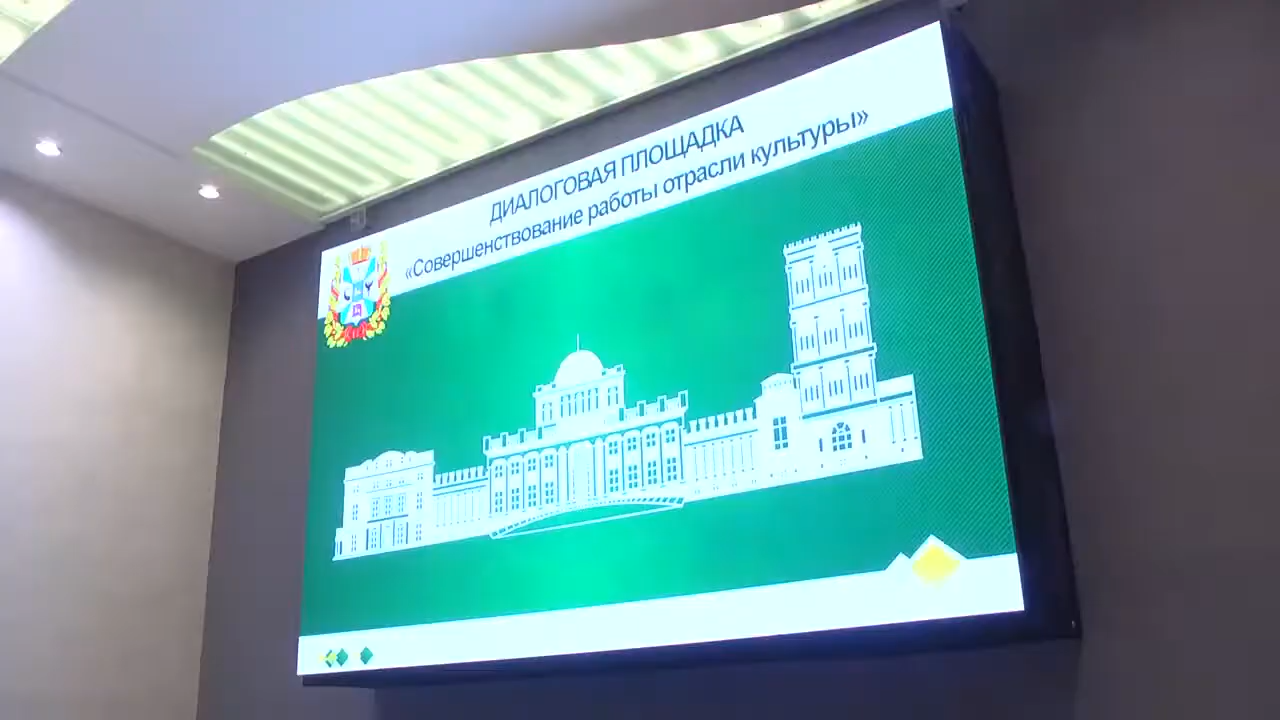 ДИАЛОГОВАЯ ПЛОЩАДКА
«Совершенствование работы отрасли культуры»